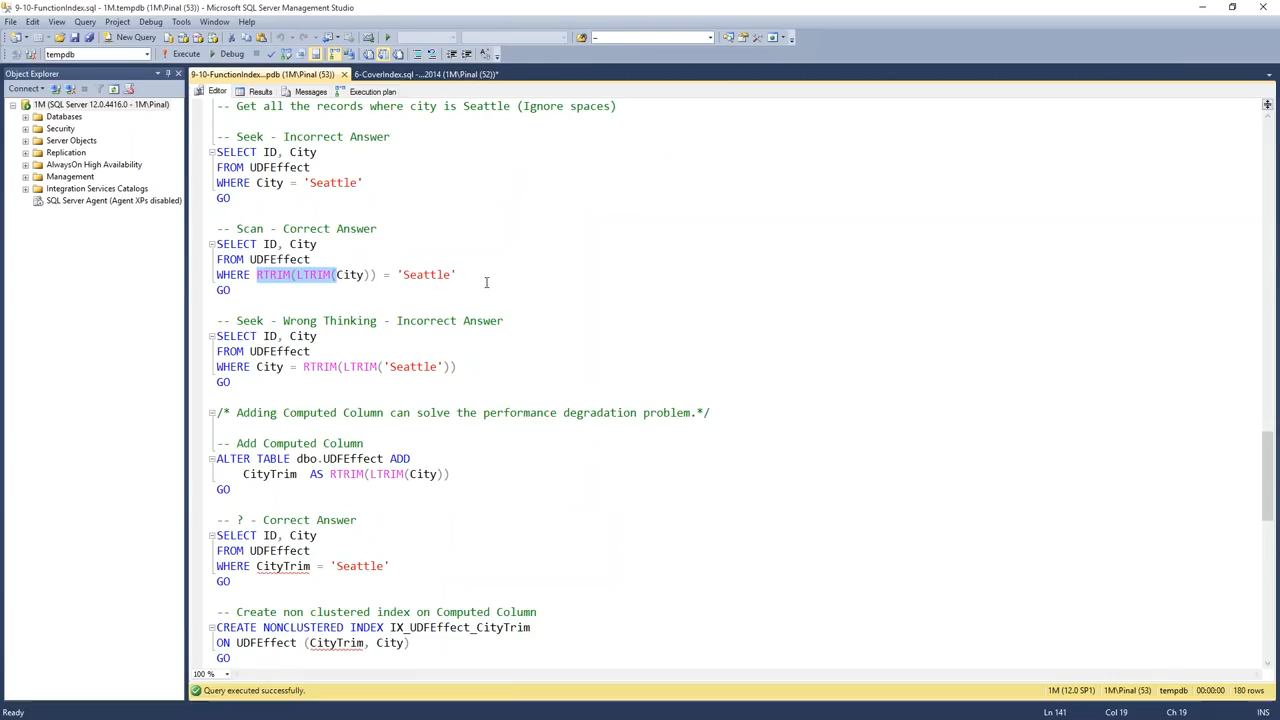 9-10-FunctionIndex.sql - 1M.tempdb (1M\Pinal (53)) - Microsoft SQL Server Management Studio
File Edit View Query Project Debug Tools Window Help
New Query
tempdb Execute Debug
Object Explorer
Connect
1M (SQL Server 12.0.4416.0 - 1M\Pinal)
Databases
Security
Server Objects
Replication
AlwaysOn High Availability
Management
Integration Services Catalogs
SQL Server Agent (Agent XPs disabled)
9-10-FunctionIndex...pdb (1M\Pinal (53)) 6-CoverIndex.sql -...2014 (1M\Pinal (52))*
Editor Results Messages Execution plan
-- Get all the records where city is Seattle (Ignore spaces)
-- Seek - Incorrect Answer
SELECT ID, City
FROM UDFEffect
WHERE City = 'Seattle'
GO
-- Scan - Correct Answer
SELECT ID, City
FROM UDFEffect
WHERE RTRIM(LTRIM(City)) = 'Seattle'
GO
-- Seek - Wrong Thinking - Incorrect Answer
SELECT ID, City
FROM UDFEffect
WHERE City = RTRIM(LTRIM('Seattle'))
GO
/* Adding Computed Column can solve the performance degradation problem.*/
-- Add Computed Column
ALTER TABLE dbo.UDFEffect ADD
CityTrim AS RTRIM(LTRIM(City))
GO
-- ? - Correct Answer
SELECT ID, City
FROM UDFEffect
WHERE CityTrim = 'Seattle'
GO
-- Create non clustered index on Computed Column
CREATE NONCLUSTERED INDEX IX_UDFEffect_CityTrim
ON UDFEffect (CityTrim, City)
GO
100 %
Query executed successfully. 1M (12.0 SP1) 1M\Pinal (53) tempdb 00:00:00 180 rows
Ready Ln 141 Col 19 Ch 19 INS